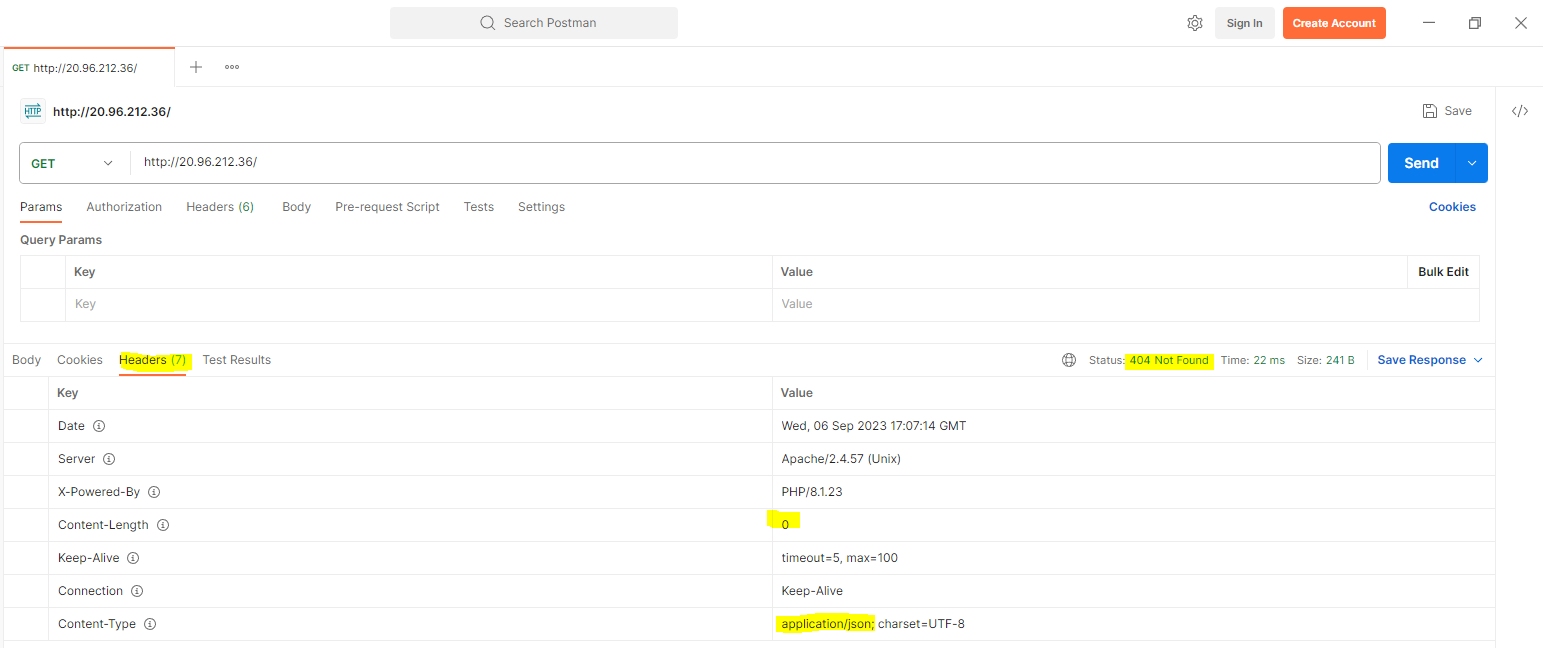 Search Postman
Sign In
Create Account
GET http://20.96.212.36/
HTTP http://20.96.212.36/
Save
</>
GET http://20.96.212.36/
Send
Params Authorization Headers (6) Body Pre-request Script Tests Settings Cookies
Query Params
Key Value Bulk Edit
Key Value
Body Cookies Headers (7) Test Results Status: 404 Not Found Time: 22 ms Size: 241 B Save Response
Key Value
Date Wed, 06 Sep 2023 17:07:14 GMT
Server Apache/2.4.57 (Unix)
X-Powered-By PHP/8.1.23
Content-Length 0
Keep-Alive timeout=5, max=100
Connection Keep-Alive
Content-Type application/json; charset=UTF-8